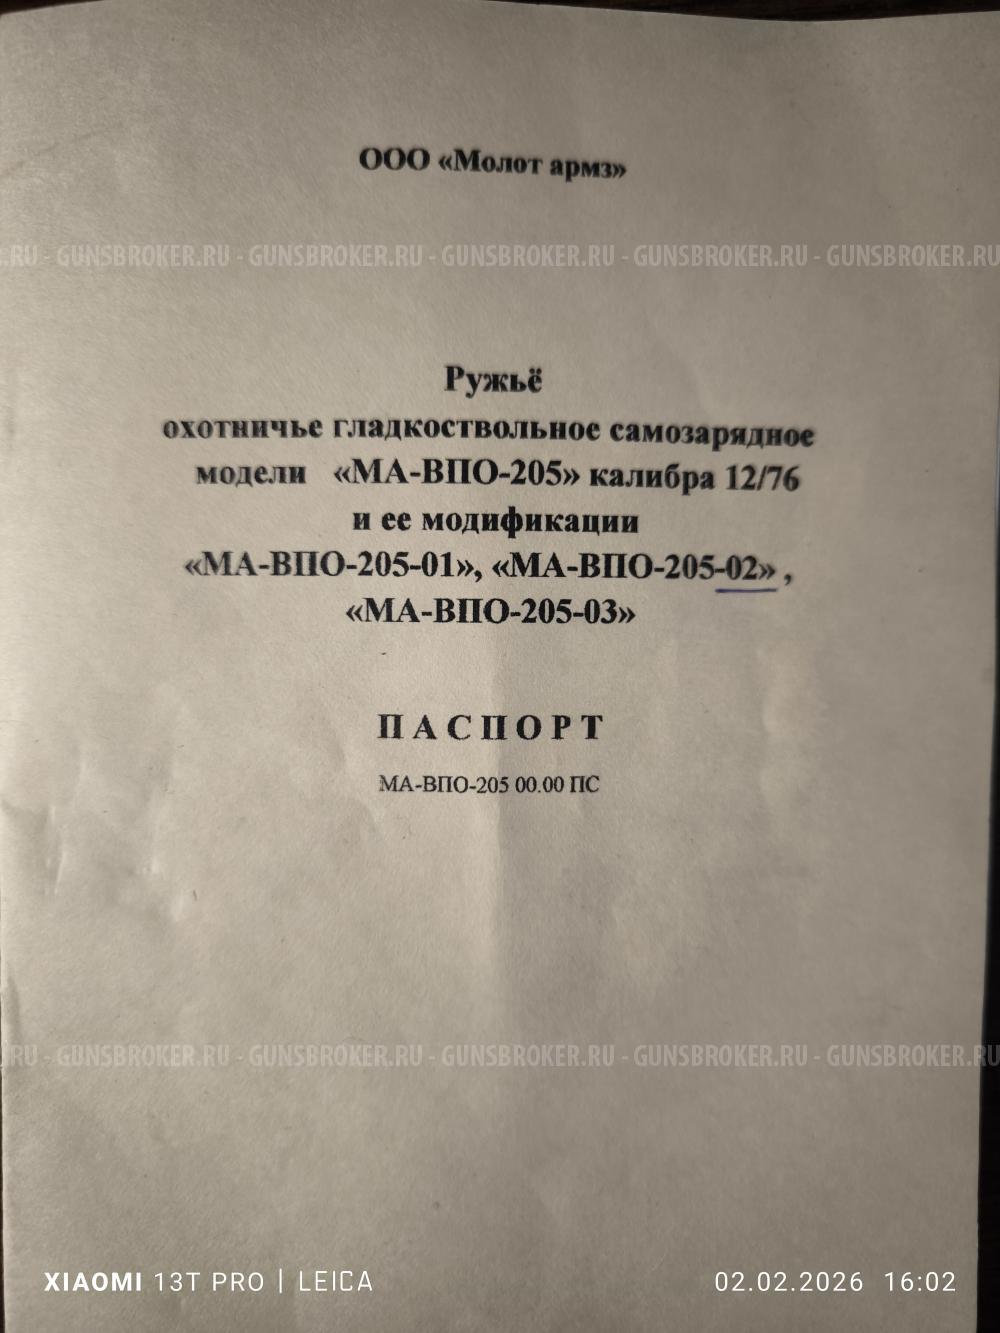 ООО «Молот армз»
.RU - GUNSBROKER.RU - GUNSBROKER.RU - GUNSBROKER.RU - GUNSBROKER.RU - GUNSBROKER.RU
Ружьё
охотничье гладкоствольное самозарядное
модели «МА-ВПО-205» калибра 12/76
и ее модификации
«МА-ВПО-205-01», «МА-ВПО-205-02» ,
«МА-ВПО-205-03»
ПАСПОРТ
МА-ВПО-205 00.00 ПС
.RU - GUNSBROKER.RU - GUNSBROKER.RU - GUNSBROKER.RU - GUNSBROKER.RU - GUNSBROKER.RU
XIAOMI 13T PRO | LEICA
02.02.2026 16:02